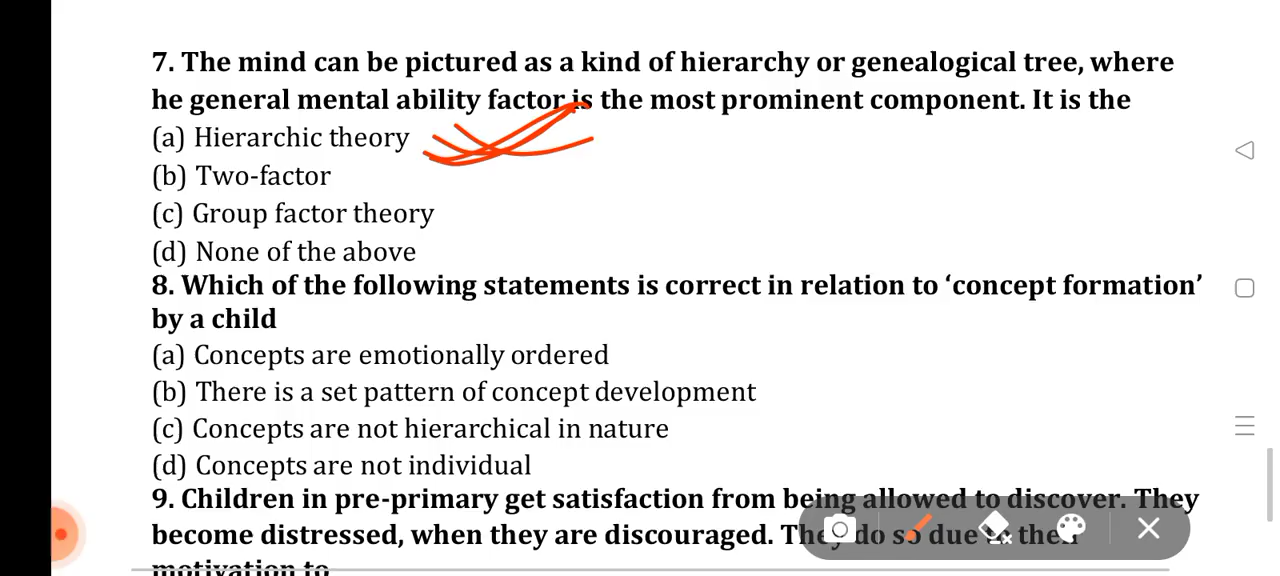 7. The mind can be pictured as a kind of hierarchy or genealogical tree, where
he general mental ability factor is the most prominent component. It is the
(a) Hierarchic theory
(b) Two-factor
(c) Group factor theory
(d) None of the above
8. Which of the following statements is correct in relation to ‘concept formation’
by a child
(a) Concepts are emotionally ordered
(b) There is a set pattern of concept development
(c) Concepts are not hierarchical in nature
(d) Concepts are not individual
9. Children in pre-primary get satisfaction from being allowed to discover. They
become distressed, when they are discouraged. They do so due to their
motivation to